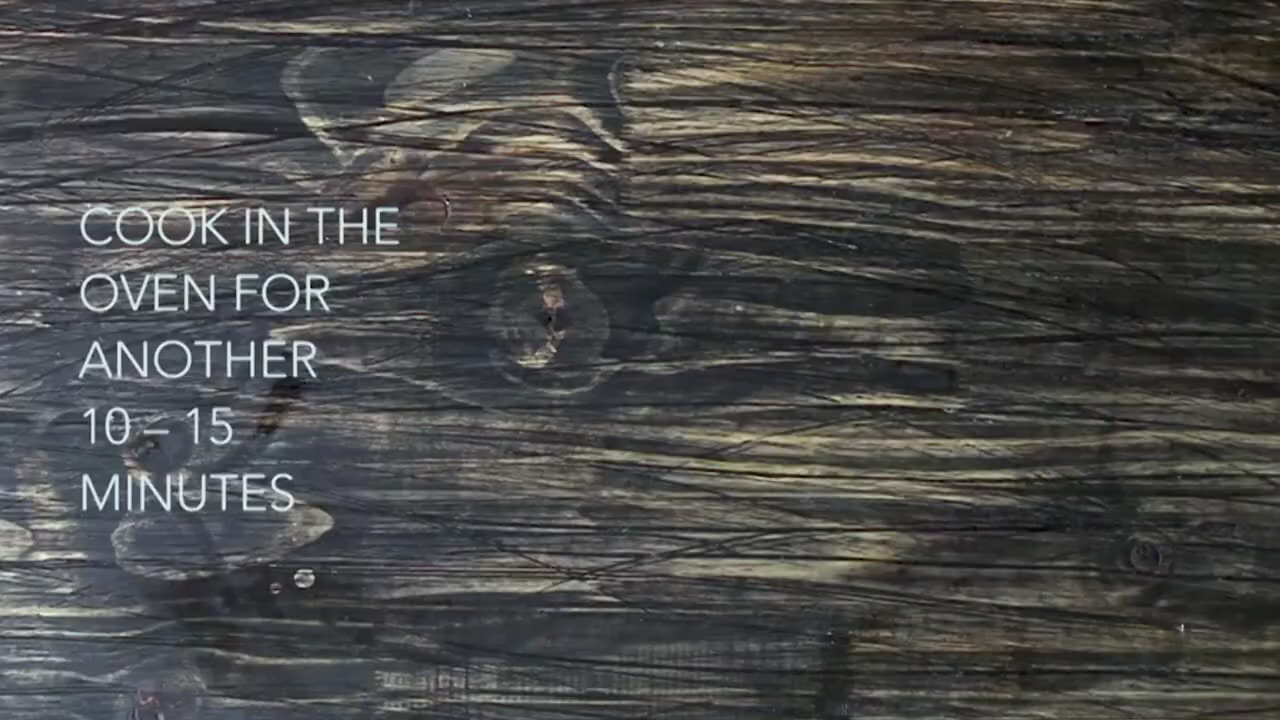 COOK IN THE
OVEN FOR
ANOTHER
10 – 15
MINUTES